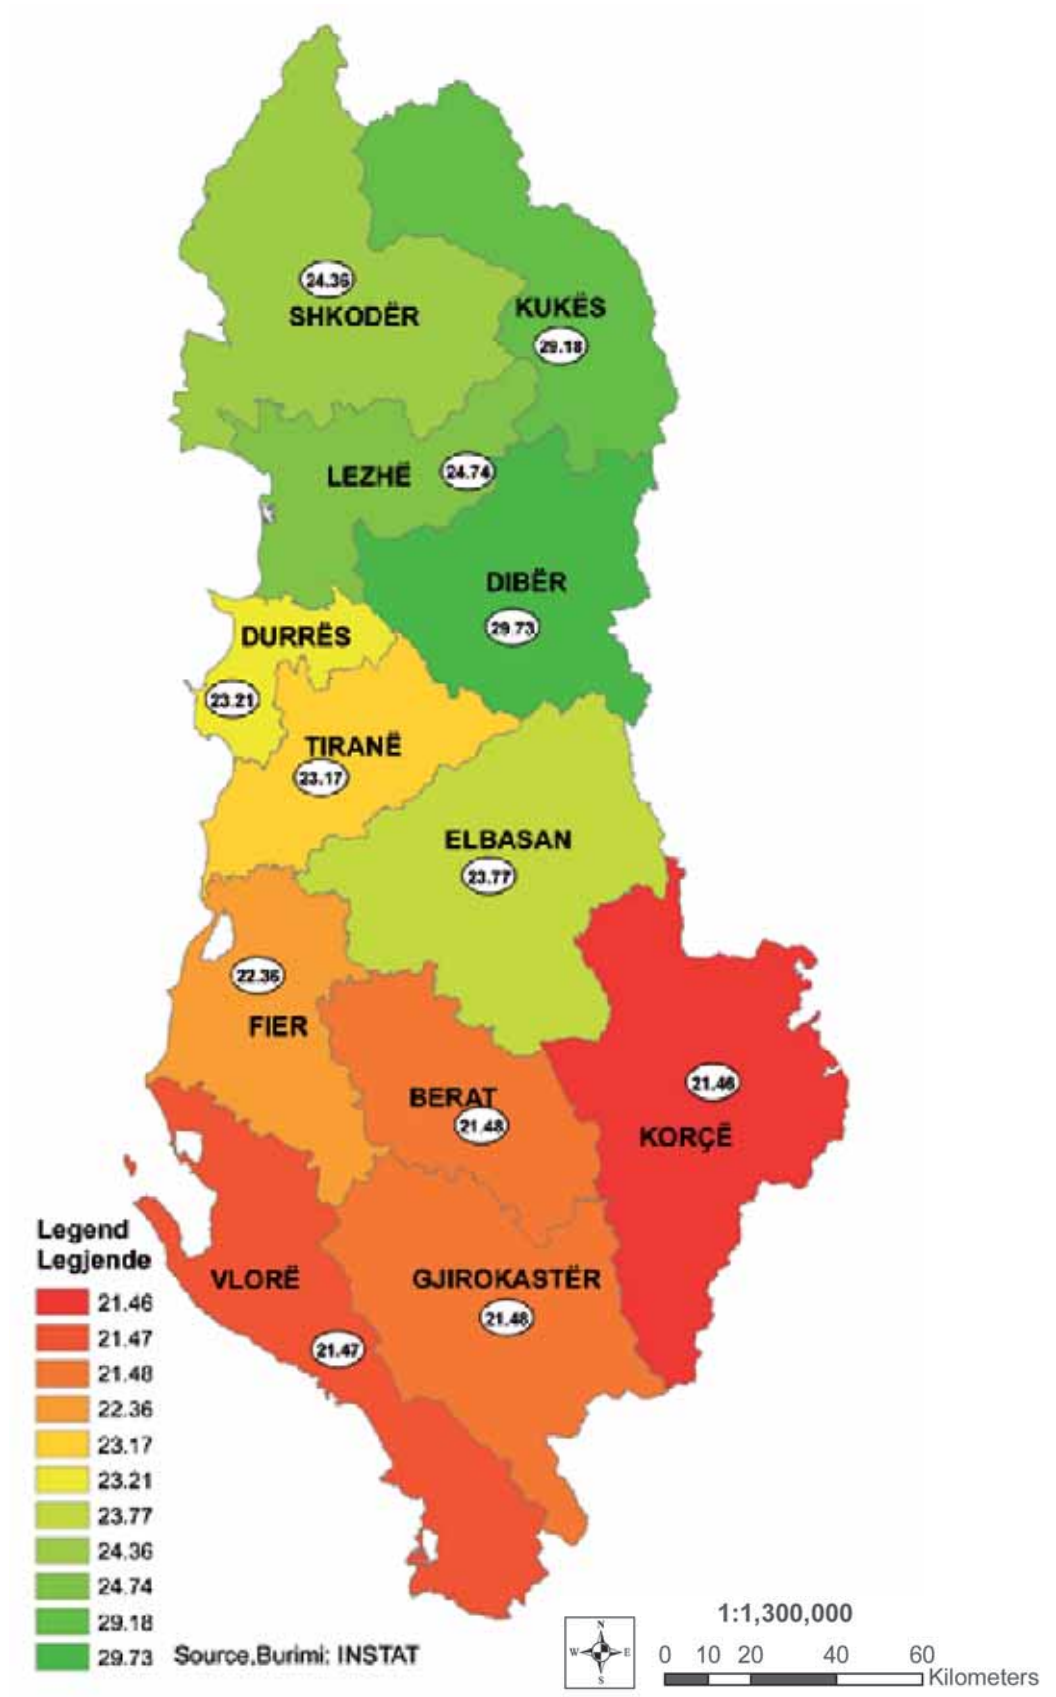 24.36
SHKODËR
KUKËS
29.18
LEZHË
24.74
DIBËR
29.73
DURRËS
23.21
TIRANË
23.17
ELBASAN
23.77
22.36
FIER
BERAT
21.48
21.46
KORÇË
VLORË
21.47
GJIROKASTËR
21.48
Legend
Legjende
21.46
21.47
21.48
22.36
23.17
23.21
23.77
24.36
24.74
29.18
29.73
Source,Burimi: INSTAT
N
W E
S
1:1,300,000
0 10 20 40 60
Kilometers